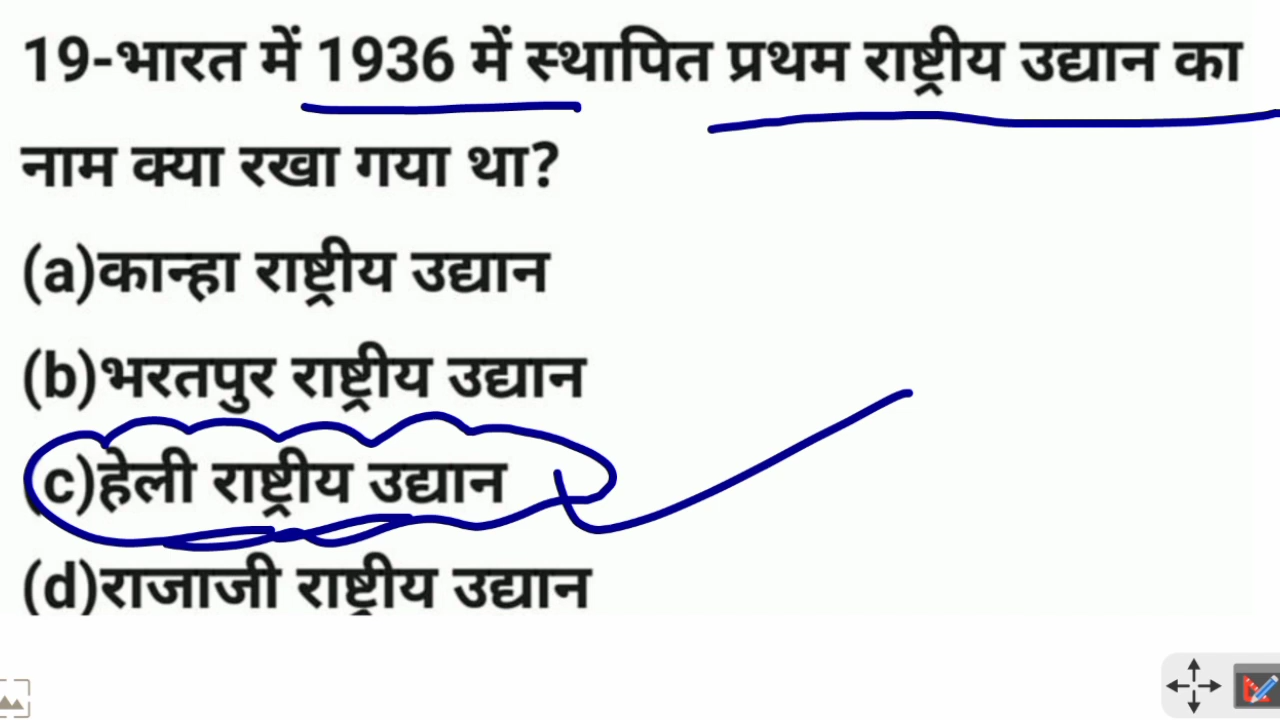 19-भारत में 1936 में स्थापित प्रथम राष्ट्रीय उद्यान का
नाम क्या रखा गया था?
(a)कान्हा राष्ट्रीय उद्यान
(b)भरतपुर राष्ट्रीय उद्यान
(c)हेली राष्ट्रीय उद्यान
(d)राजाजी राष्ट्रीय उद्यान